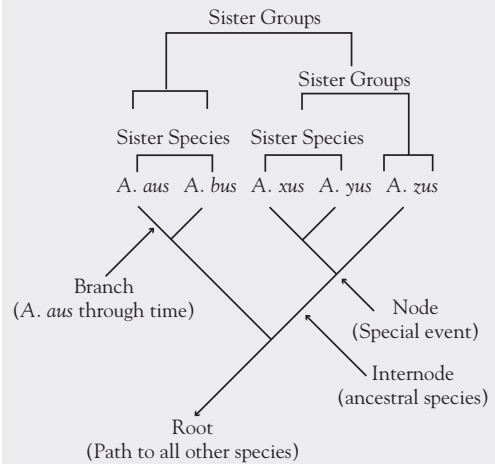 Sister Groups
Sister Groups
Sister Species Sister Species
A. aus A. bus A. xus A. yus A. zus
Branch
(A. aus through time)
Node
(Special event)
Internode
(ancestral species)
Root
(Path to all other species)